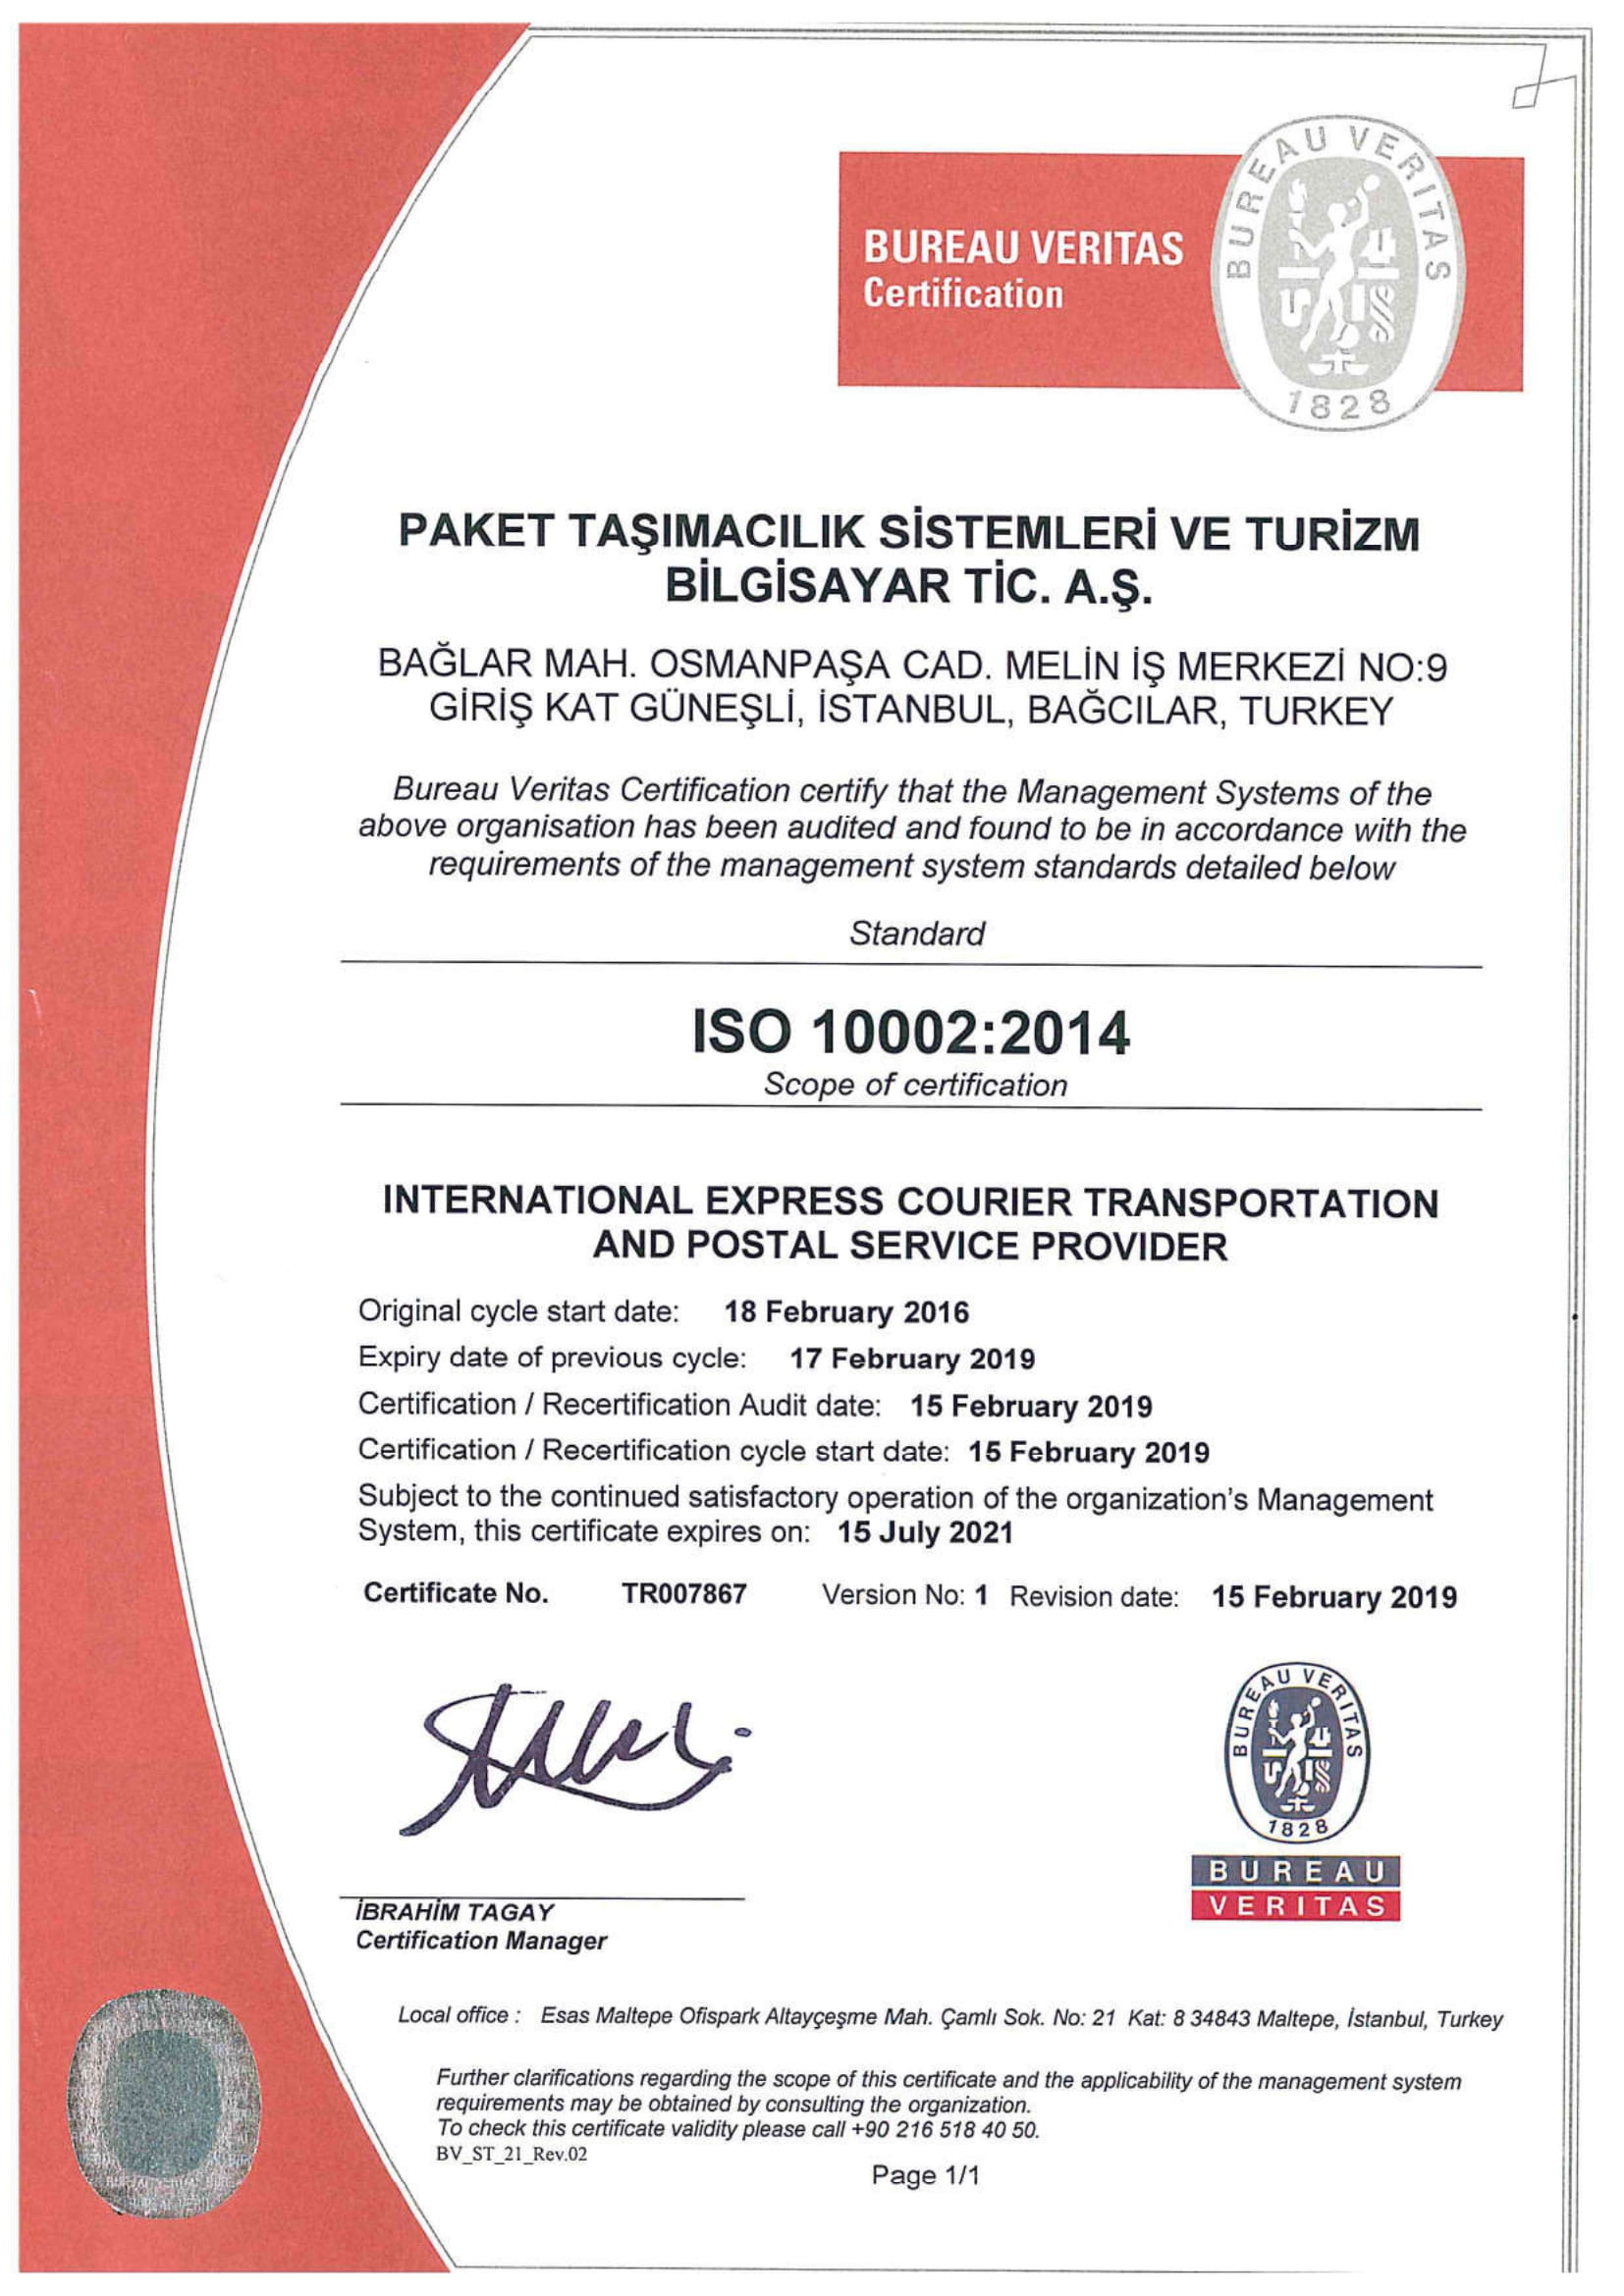 BUREAU VERITAS
Certification
BUREAU VERITAS
1828
PAKET TAŞIMACILIK SİSTEMLERİ VE TURİZM
BİLGİSAYAR TİC. A.Ş.
BAĞLAR MAH. OSMANPAŞA CAD. MELİN İŞ MERKEZİ NO:9
GİRİŞ KAT GÜNEŞLİ, İSTANBUL, BAĞCILAR, TURKEY
Bureau Veritas Certification certify that the Management Systems of the
above organisation has been audited and found to be in accordance with the
requirements of the management system standards detailed below
Standard
ISO 10002:2014
Scope of certification
INTERNATIONAL EXPRESS COURIER TRANSPORTATION
AND POSTAL SERVICE PROVIDER
Original cycle start date: 18 February 2016
Expiry date of previous cycle: 17 February 2019
Certification / Recertification Audit date: 15 February 2019
Certification / Recertification cycle start date: 15 February 2019
Subject to the continued satisfactory operation of the organization's Management
System, this certificate expires on: 15 July 2021
Certificate No. TR007867 Version No: 1 Revision date: 15 February 2019
BUREAU VERITAS
1828
BUREAU
VERITAS
İBRAHİM TAGAY
Certification Manager
Local office : Esas Maltepe Ofispark Altayçeşme Mah. Çamlı Sok. No: 21 Kat: 8 34843 Maltepe, İstanbul, Turkey
Further clarifications regarding the scope of this certificate and the applicability of the management system
requirements may be obtained by consulting the organization.
To check this certificate validity please call +90 216 518 40 50.
BV_ST_21_Rev.02
Page 1/1